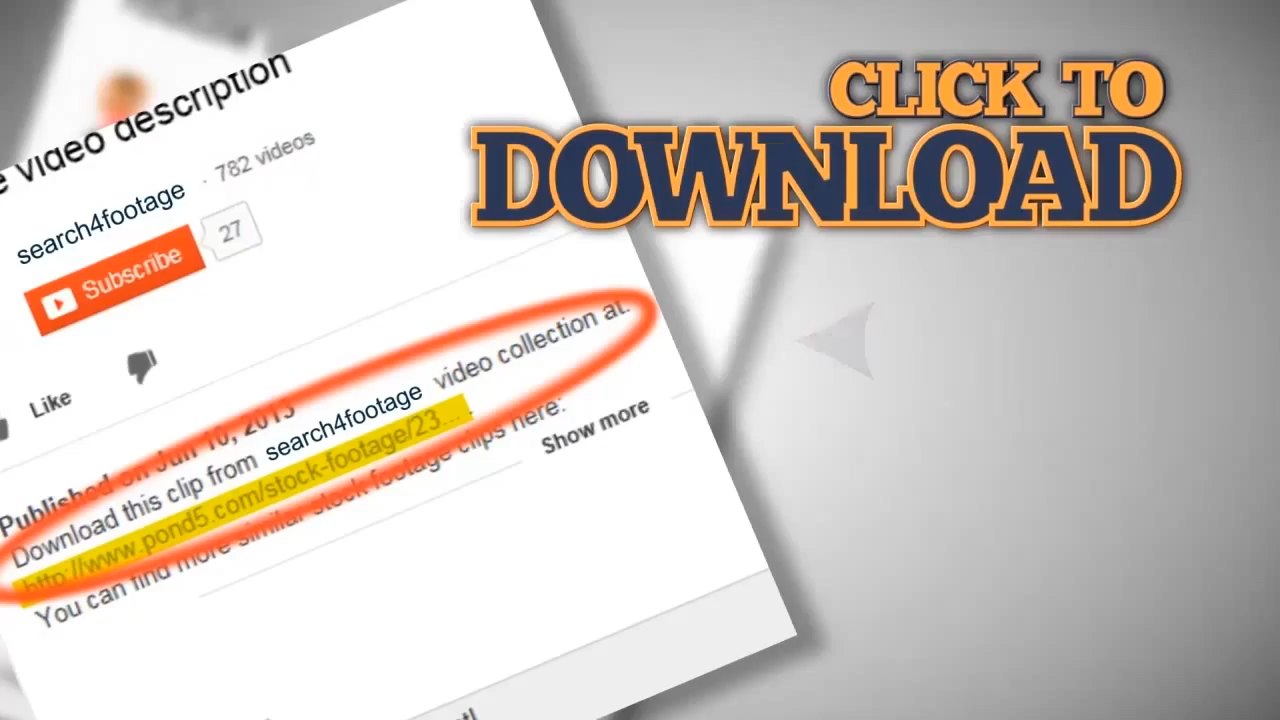 CLICK TO
DOWNLOAD
video description
search4footage · 782 videos
Subscribe 27
Like
Published on Jun 10, 2013
Download this clip from search4footage video collection at:
http://www.pond5.com/stock-footage/23...
You can find more similar stock footage clips here:
Show more